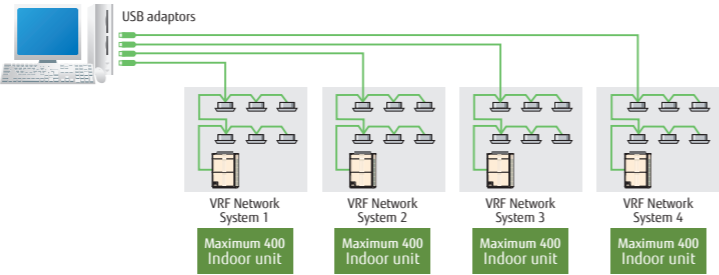 USB adaptors
VRF Network
System 1
VRF Network
System 2
VRF Network
System 3
VRF Network
System 4
Maximum 400
Indoor unit
Maximum 400
Indoor unit
Maximum 400
Indoor unit
Maximum 400
Indoor unit